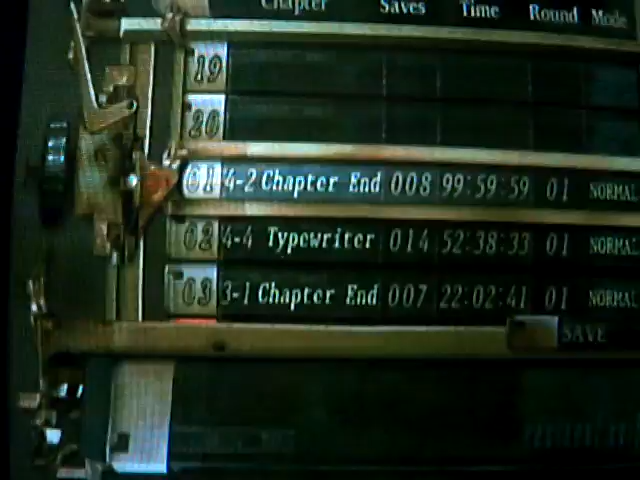 Chapter Saves Time Round Mode
19
20
01 4-2 Chapter End 008 99:59:59 01 NORMAL
02 4-4 Typewriter 014 52:38:33 01 NORMAL
03 3-1 Chapter End 007 22:02:41 01 NORMAL
SAVE